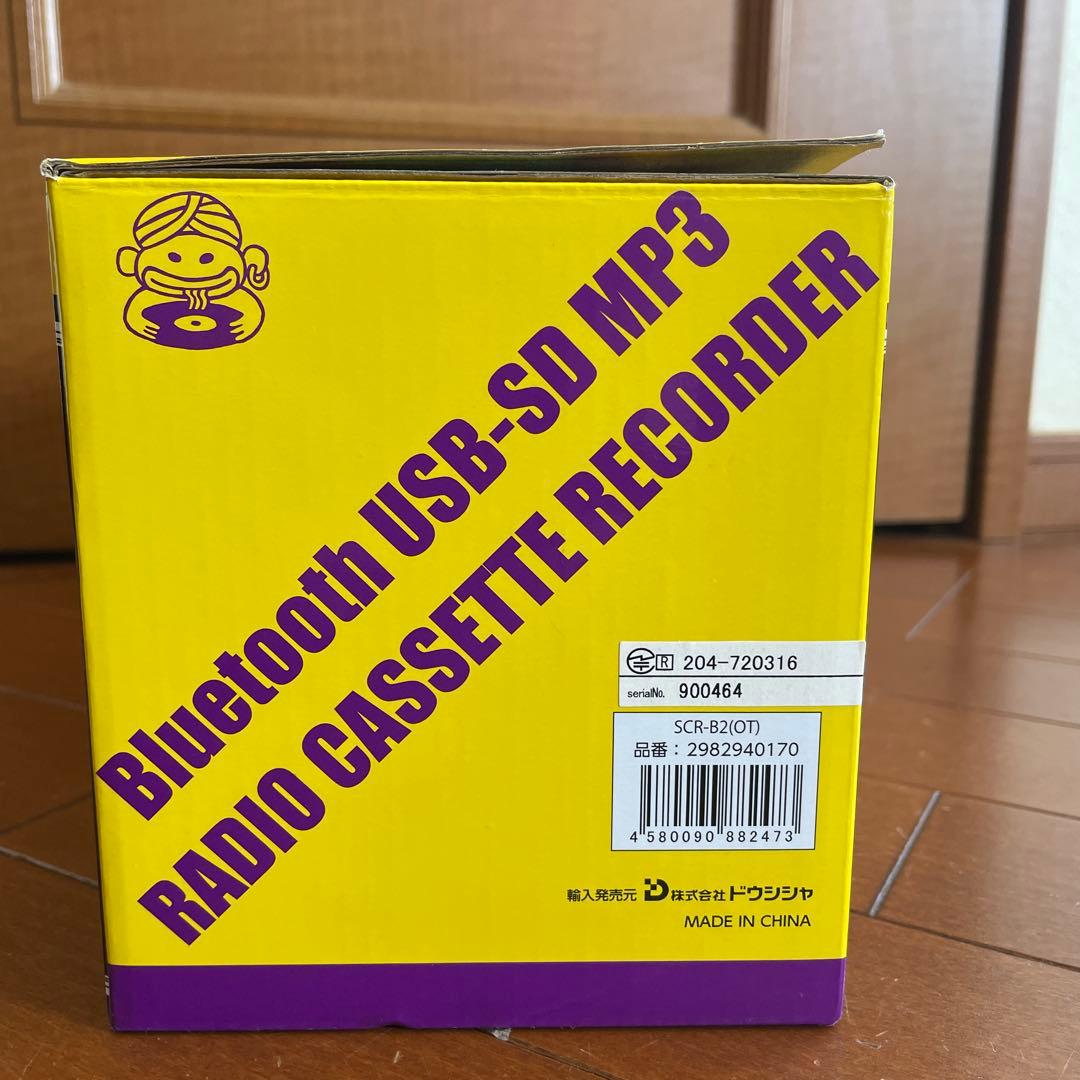 Bluetooth USB-SD MP3
RADIO CASSETTE RECORDER
R 204-720316
serialNo. 900464
SCR-B2(OT)
品番：2982940170
4 580090 882473
輸入発売元 株式会社 ドウシシャ
MADE IN CHINA